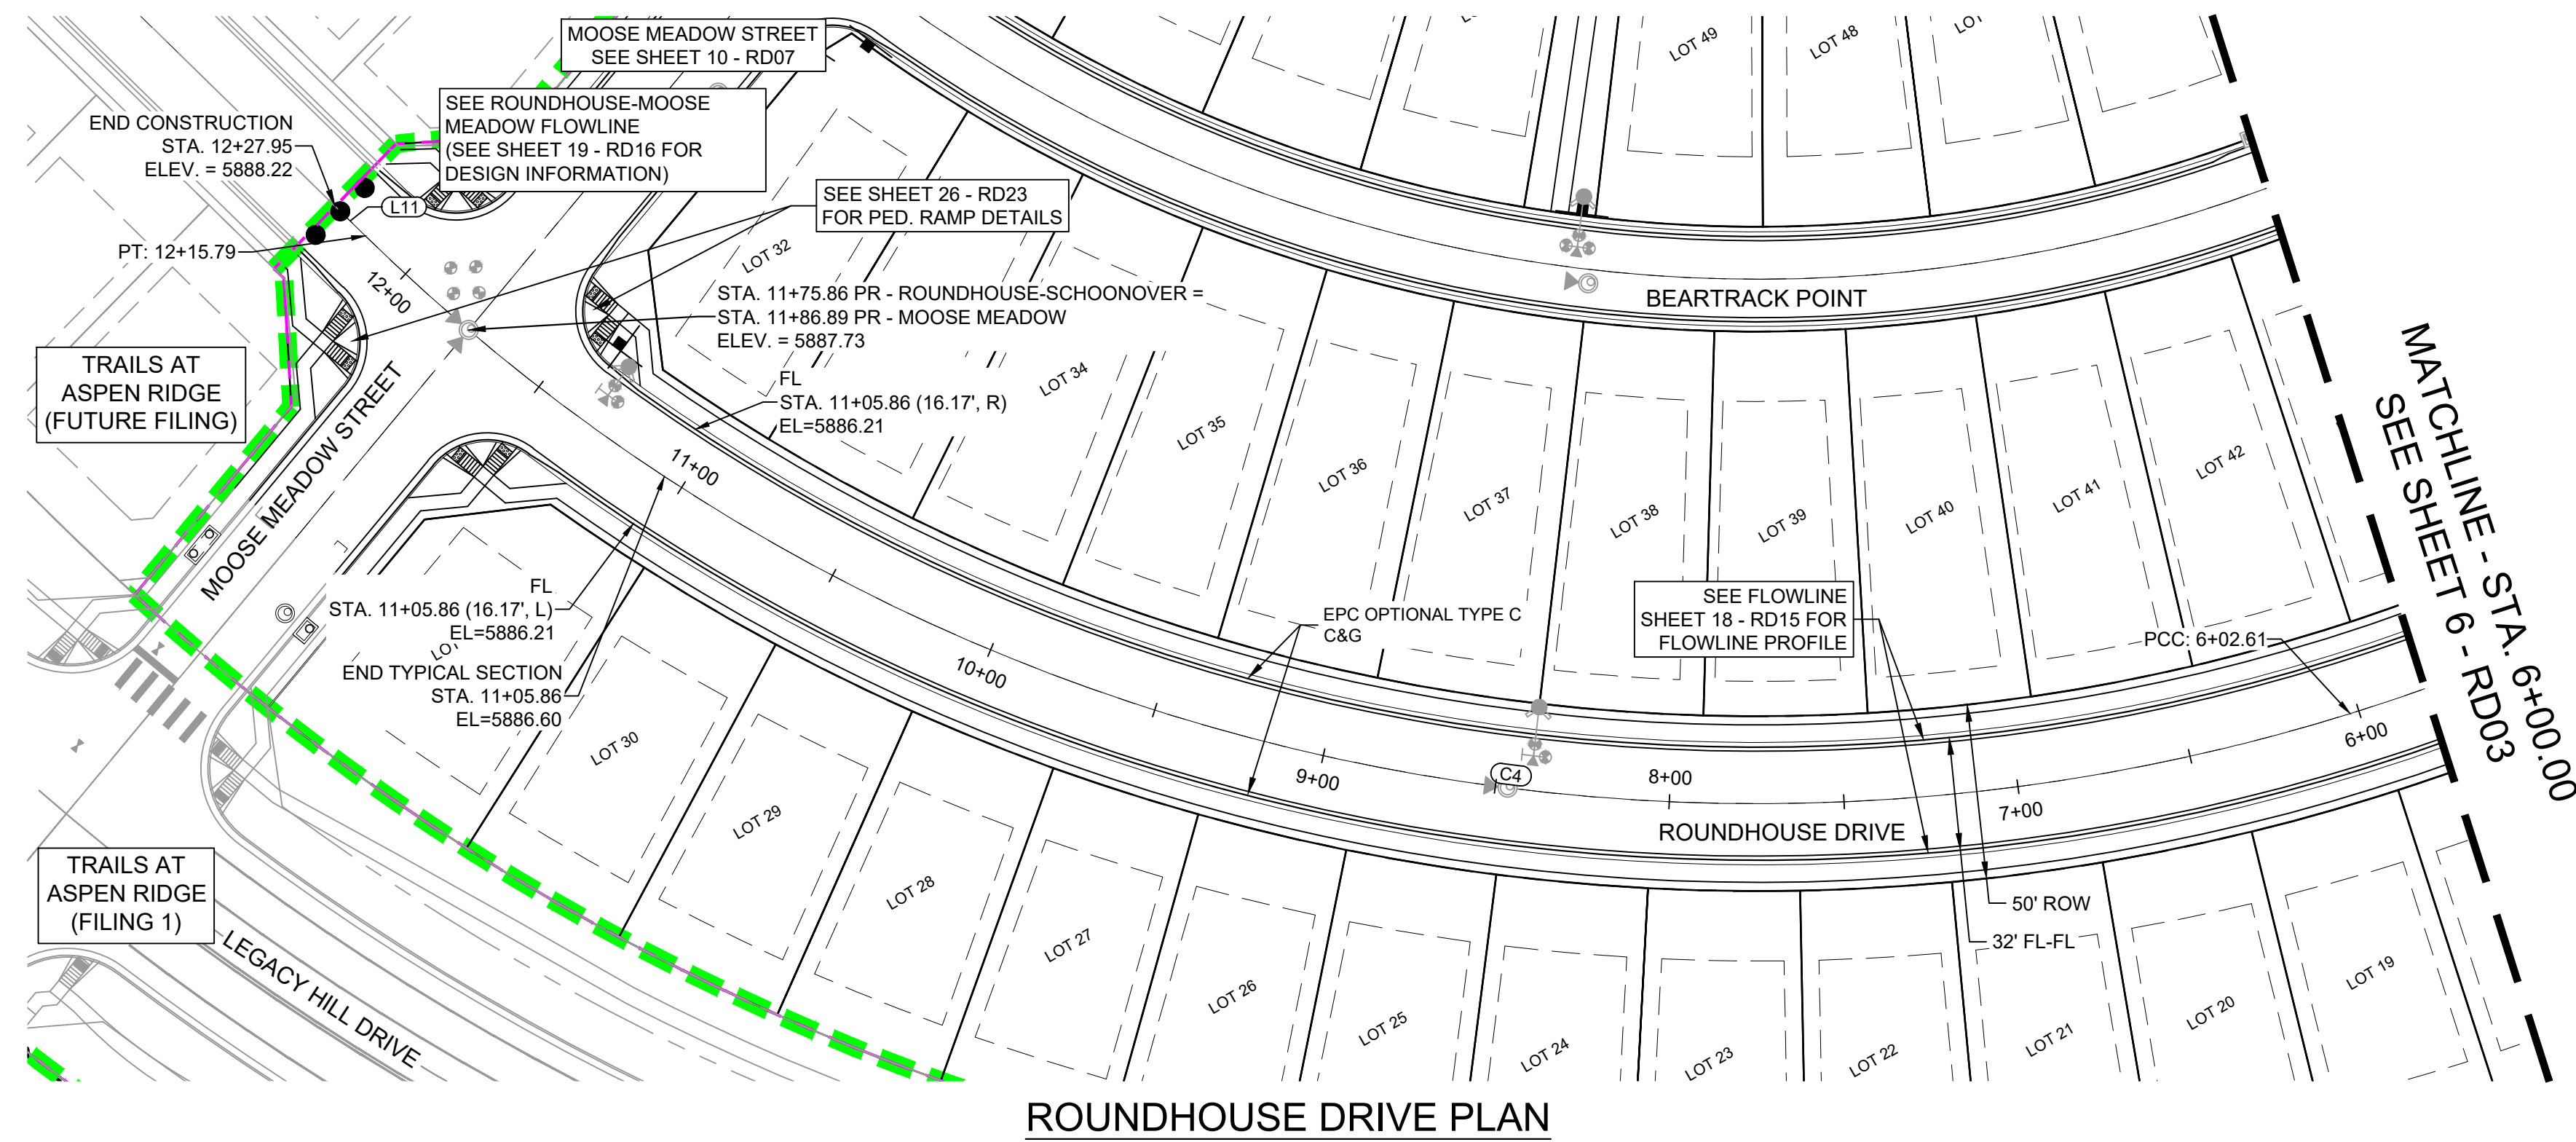 MOOSE MEADOW STREET
SEE SHEET 10 - RD07
SEE ROUNDHOUSE-MOOSE
MEADOW FLOWLINE
(SEE SHEET 19 - RD16 FOR
DESIGN INFORMATION)
END CONSTRUCTION
STA. 12+27.95
ELEV. = 5888.22
L11
PT: 12+15.79
12+00
SEE SHEET 26 - RD23
FOR PED. RAMP DETAILS
LOT 32
STA. 11+75.86 PR - ROUNDHOUSE-SCHOONOVER =
STA. 11+86.89 PR - MOOSE MEADOW
ELEV. = 5887.73
FL
STA. 11+05.86 (16.17', R)
EL=5886.21
TRAILS AT
ASPEN RIDGE
(FUTURE FILING)
MOOSE MEADOW STREET
11+00
LOT 34
LOT 35
LOT 36
LOT 37
LOT 38
LOT 39
LOT 40
LOT 41
LOT 42
LOT 49
LOT 48
BEARTRACK POINT
MATCHLINE - STA. 6+00.00
SEE SHEET 6 - RD03
FL
STA. 11+05.86 (16.17', L)
EL=5886.21
END TYPICAL SECTION
STA. 11+05.86
EL=5886.60
EPC OPTIONAL TYPE C
C&G
SEE FLOWLINE
SHEET 18 - RD15 FOR
FLOWLINE PROFILE
PCC: 6+02.61
10+00
9+00
C4
8+00
7+00
6+00
ROUNDHOUSE DRIVE
50' ROW
32' FL-FL
LOT 30
LOT 29
LOT 28
LOT 27
LOT 26
LOT 25
LOT 24
LOT 23
LOT 22
LOT 21
LOT 20
LOT 19
TRAILS AT
ASPEN RIDGE
(FILING 1)
LEGACY HILL DRIVE
ROUNDHOUSE DRIVE PLAN